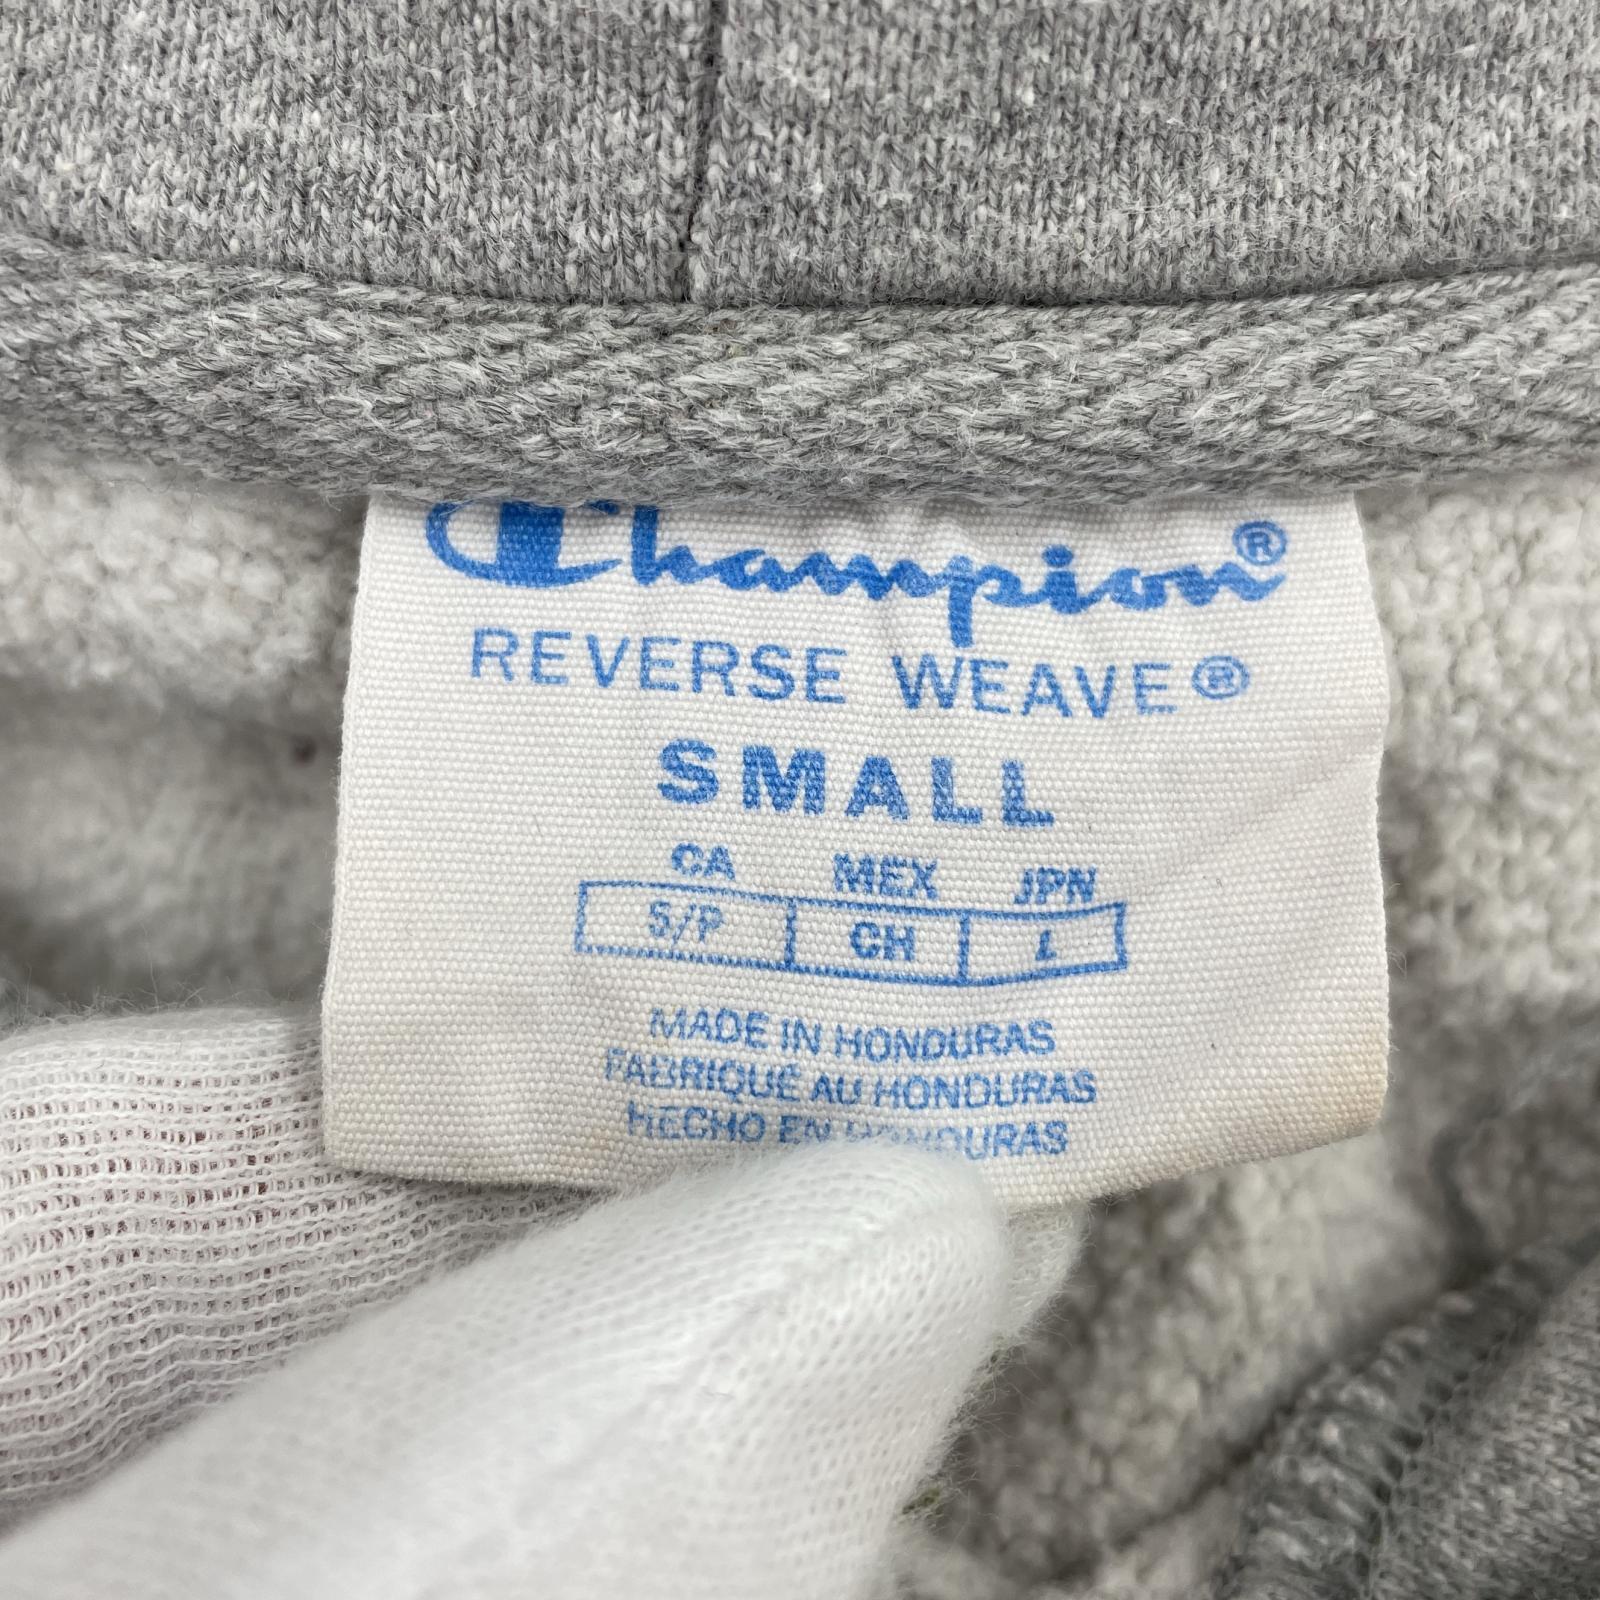 Champion®
REVERSE WEAVE®
SMALL
CA MEX JPN
S/P CH L
MADE IN HONDURAS
FABRIQUÉ AU HONDURAS
HECHO EN HONDURAS